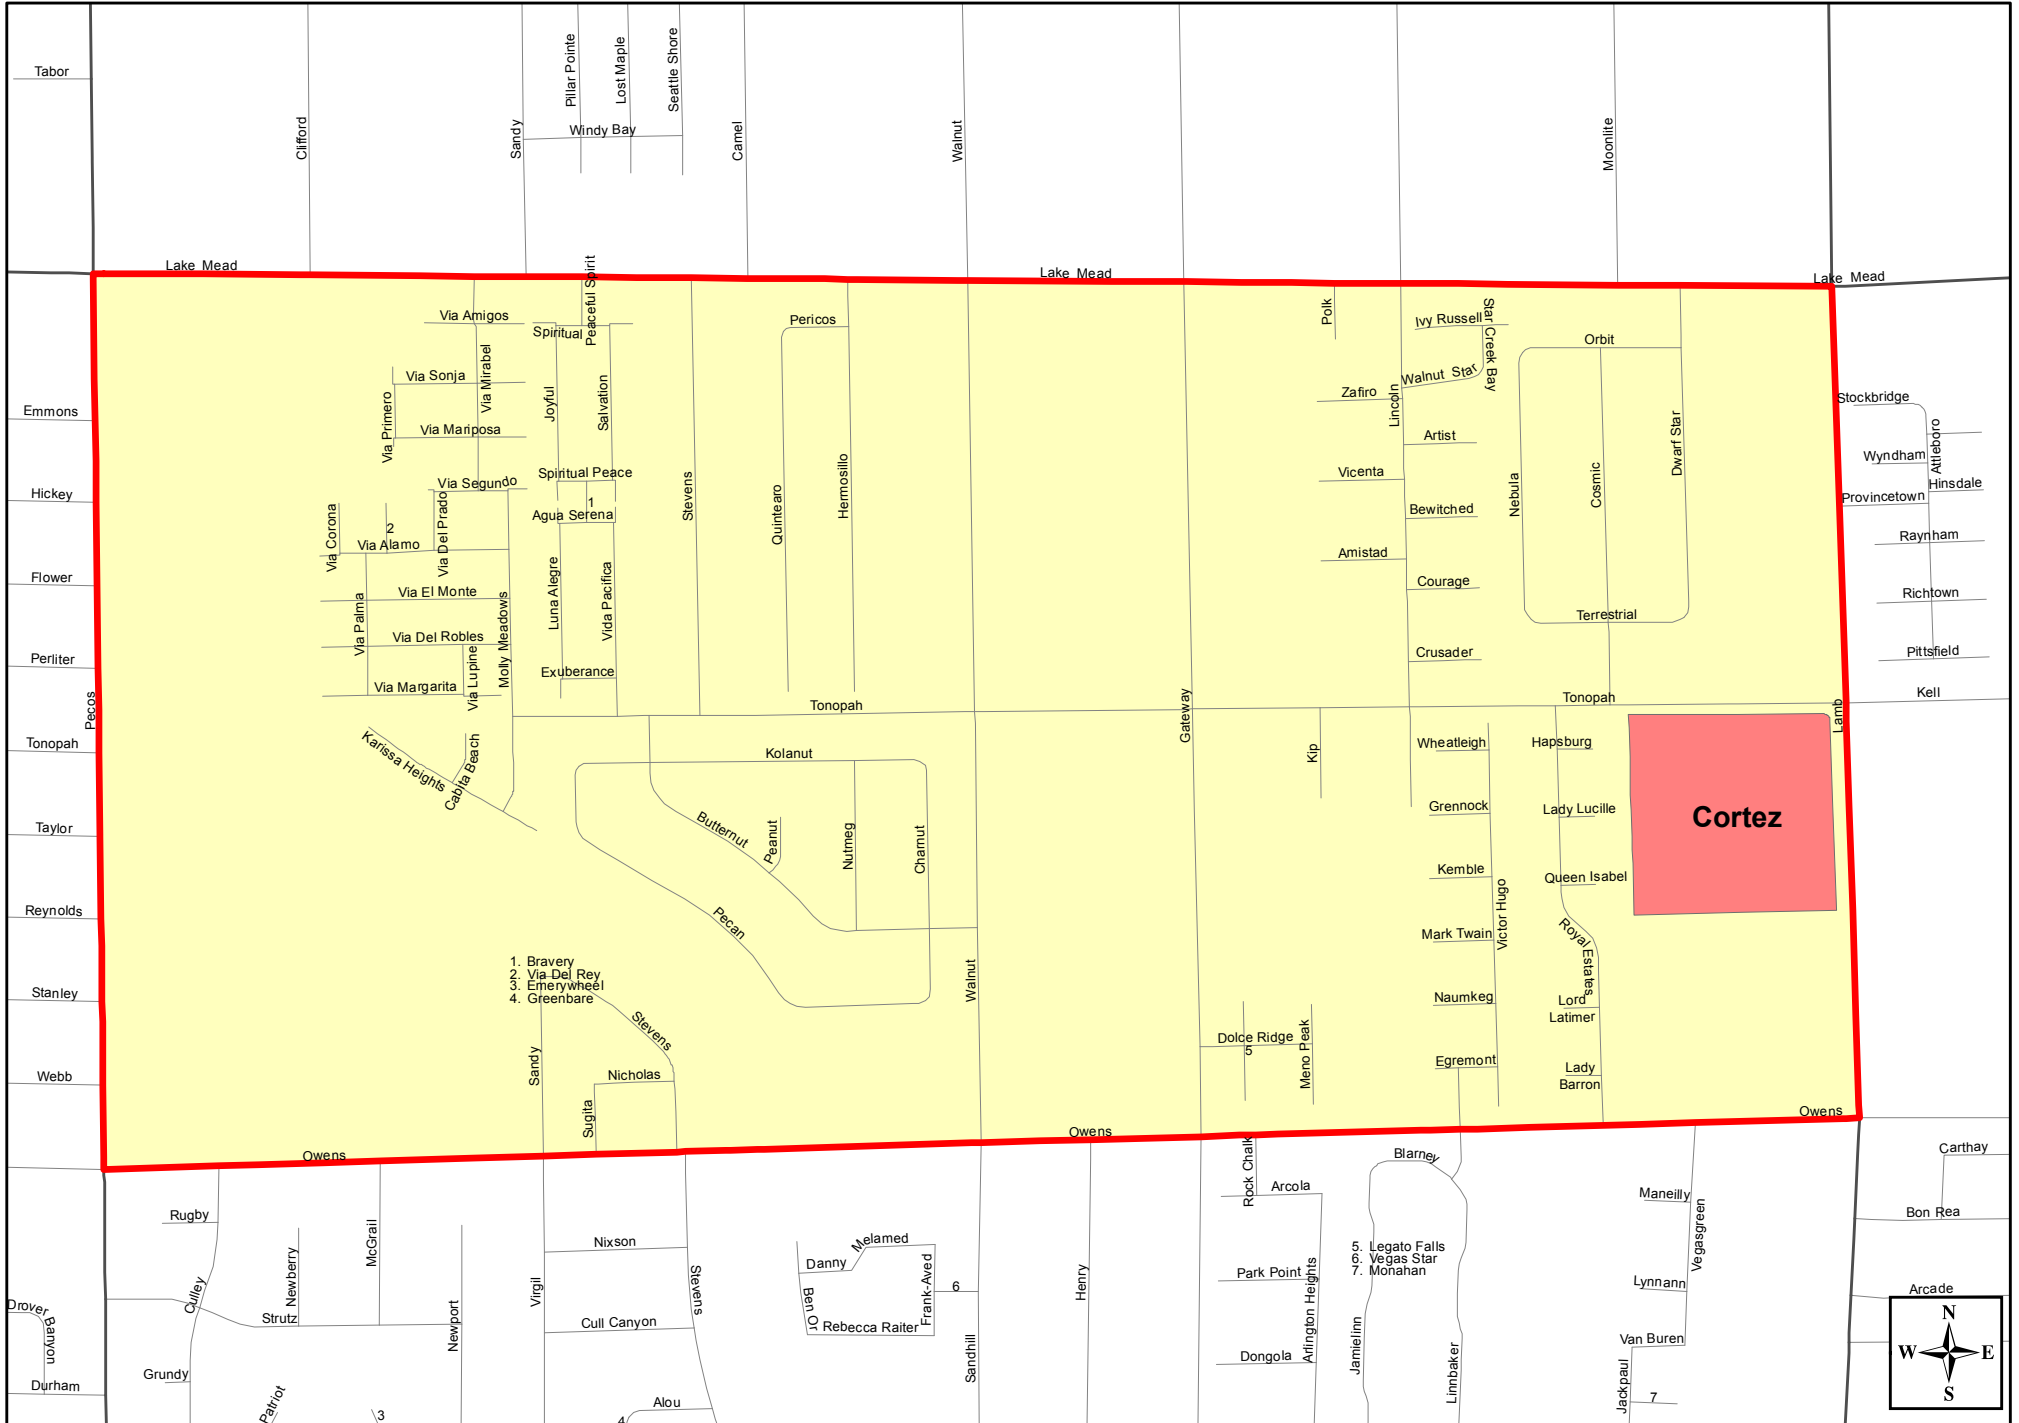 Tabor
Clifford
Sandy
Pillar Pointe
Lost Maple
Seattle Shore
Windy Bay
Camel
Walnut
Moonlite
Lake Mead
Lake Mead
Lake Mead
Peaceful Spirit
Via Amigos
Spiritual
Pericos
Polk
Ivy Russell
Star Creek Bay
Orbit
Via Mirabel
Via Sonja
Joyful
Salvation
Walnut Star
Zafiro
Lincoln
Stockbridge
Emmons
Via Primero
Via Mariposa
Artist
Dwarf Star
Attleboro
Wyndham
Hickey
Via Segundo
Spiritual Peace
Stevens
Quintearo
Hermosillo
Vicenta
Nebula
Cosmic
Hinsdale
Provincetown
1
Via Corona
2
Via Del Prado
Agua Serena
Bewitched
Via Alamo
Amistad
Raynham
Flower
Via El Monte
Luna Alegre
Vida Pacifica
Courage
Richtown
Via Palma
Molly Meadows
Terrestrial
Via Del Robles
Perliter
Via Lupine
Exuberance
Crusader
Pittsfield
Via Margarita
Pecos
Tonopah
Gateway
Tonopah
Lamb
Kell
Tonopah
Karissa Heights
Cabita Beach
Kolanut
Kip
Wheatleigh
Hapsburg
Taylor
Butternut
Peanut
Nutmeg
Charnut
Grennock
Lady Lucille
Cortez
Kemble
Queen Isabel
Reynolds
Pecan
Victor Hugo
Mark Twain
Royal Estates
1. Bravery
2. Via Del Rey
3. Emerywheel
4. Greenbare
Stanley
Walnut
Naumkeg
Lord
Latimer
Stevens
Dolce Ridge
5
Meno Peak
Webb
Sandy
Nicholas
Sugita
Egremont
Lady
Barron
Owens
Owens
Owens
Rock Chalk
Blarney
Carthay
Rugby
McGrail
Arcola
Maneilly
Bon Rea
Newberry
Nixson
Melamed
Danny
5. Legato Falls
6. Vegas Star
7. Monahan
Vegasgreen
Culley
Virgil
Stevens
Ben Or
Frank-Aved
6
Henry
Park Point
Arlington Heights
Lynnann
Arcade
Drover
Banyon
Strutz
Newport
Cull Canyon
Rebecca Raiter
Sandhill
Jamielinn
Linnbaker
Van Buren
Dongola
Grundy
Durham
Patriot
3
Alou
4
Jackpaul
7
N
W
E
S